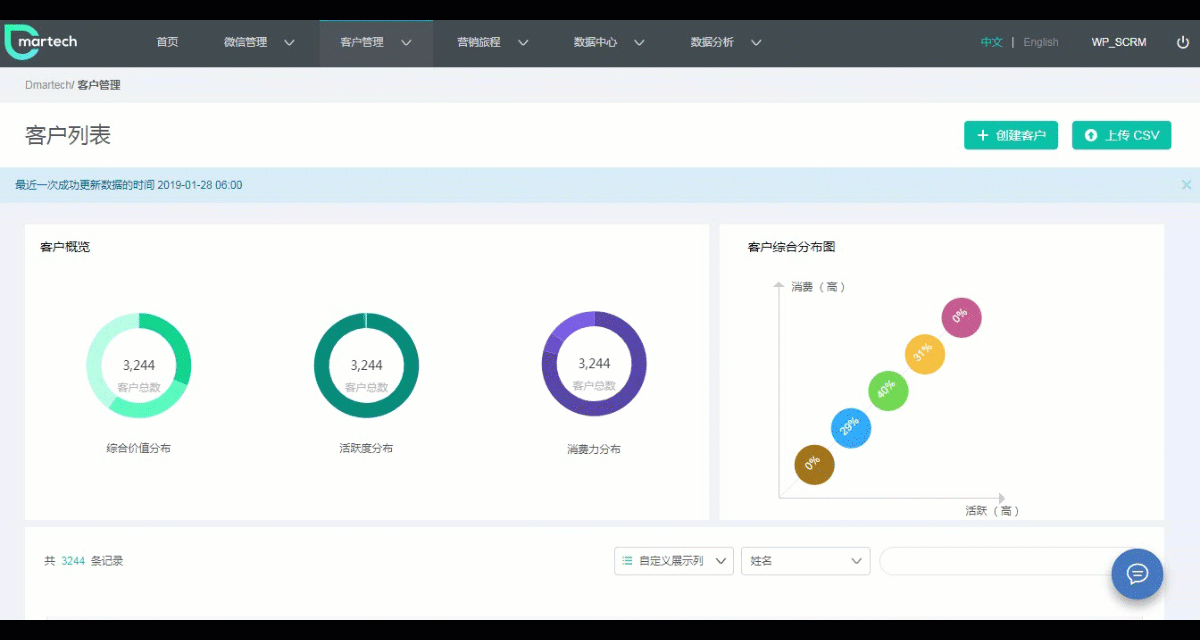 martech 首页 微信管理 客户管理 营销旅程 数据中心 数据分析 中文 | English WP_SCRM
Dmartech/ 客户管理
客户列表
+ 创建客户
上传 CSV
最近一次成功更新数据的时间 2019-01-28 06:00
客户概览
3,244
客户总数
综合价值分布
3,244
客户总数
活跃度分布
3,244
客户总数
消费力分布
客户综合分布图
消费（高）
0%
31%
40%
29%
0%
活跃（高）
共 3244 条记录
自定义展示列
姓名